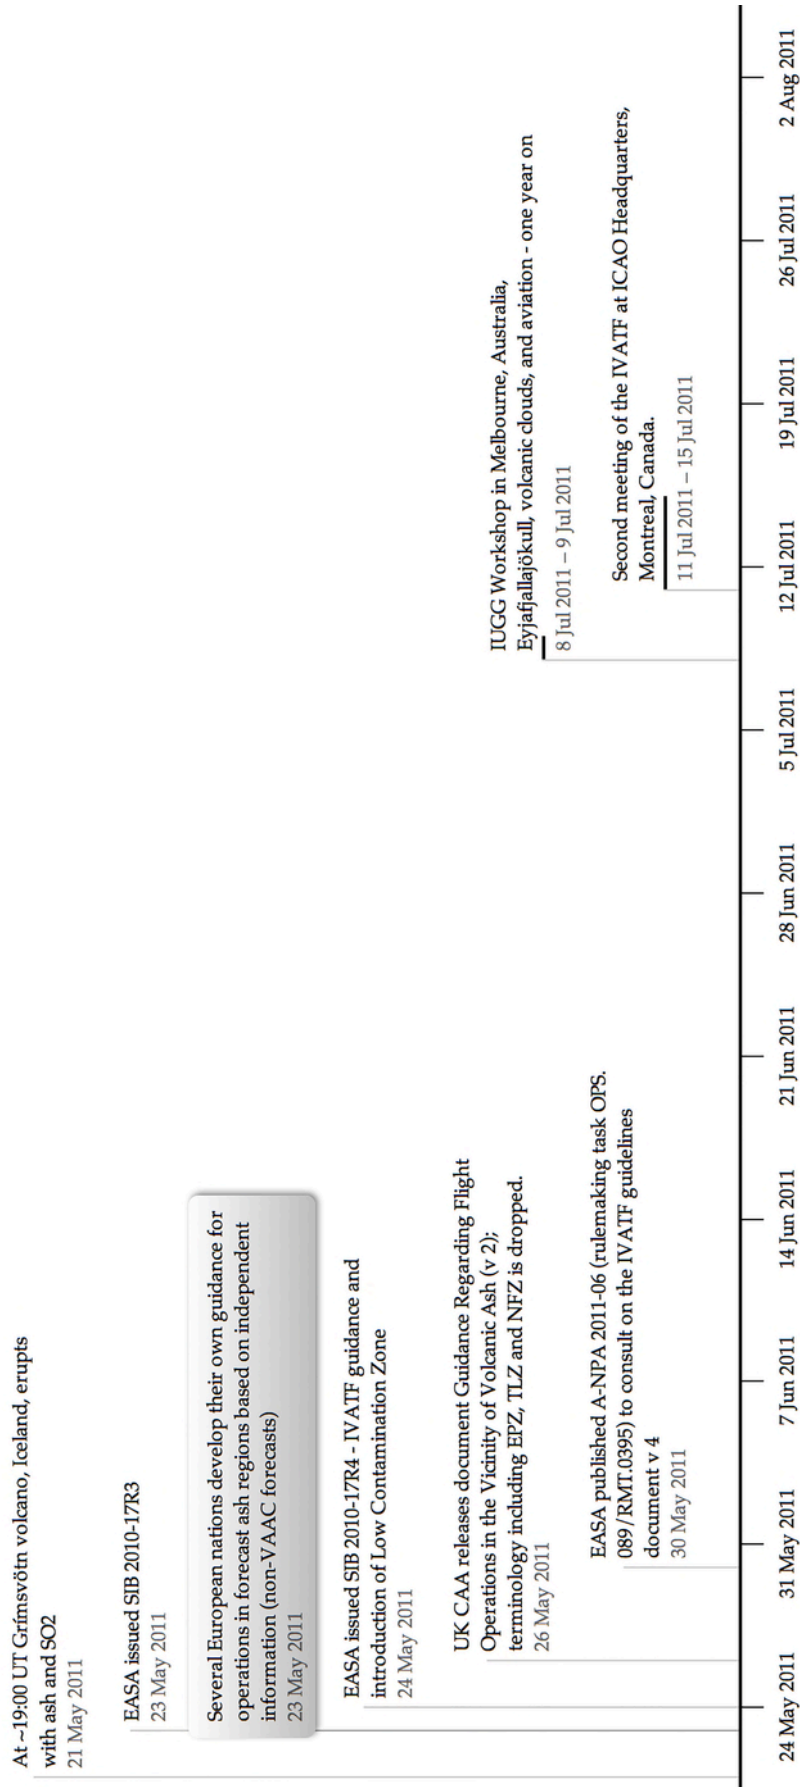 At ~19:00 UT Grímsvötn volcano, Iceland, erupts
with ash and SO2
21 May 2011
EASA issued SIB 2010-17R3
23 May 2011
Several European nations develop their own guidance for
operations in forecast ash regions based on independent
information (non-VAAC forecasts)
23 May 2011
EASA issued SIB 2010-17R4 - IVATF guidance and
introduction of Low Contamination Zone
24 May 2011
UK CAA releases document Guidance Regarding Flight
Operations in the Vicinity of Volcanic Ash (v 2);
terminology including EPZ, TLZ and NFZ is dropped.
26 May 2011
EASA published A-NPA 2011-06 (rulemaking task OPS.
089/RMT.0395) to consult on the IVATF guidelines
document v 4
30 May 2011
IUGG Workshop in Melbourne, Australia,
Eyjafjallajökull, volcanic clouds, and aviation - one year on
8 Jul 2011 – 9 Jul 2011
Second meeting of the IVATF at ICAO Headquarters,
Montreal, Canada.
11 Jul 2011 – 15 Jul 2011
24 May 2011
31 May 2011
7 Jun 2011
14 Jun 2011
21 Jun 2011
28 Jun 2011
5 Jul 2011
12 Jul 2011
19 Jul 2011
26 Jul 2011
2 Aug 2011